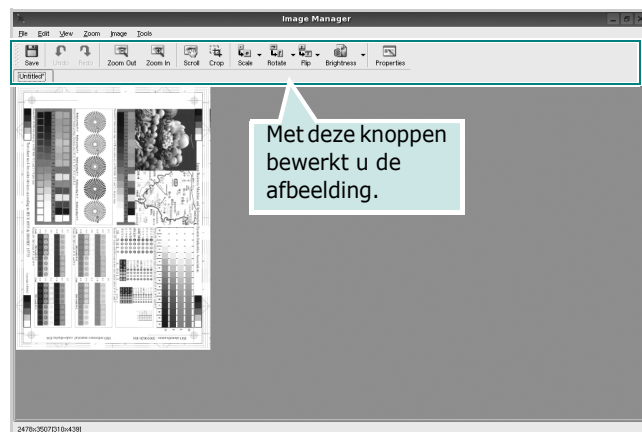 Image Manager
File Edit View Zoom Image Tools
Save Undo Redo Zoom Out Zoom In Scroll Crop Scale Rotate Flip Brightness Properties
Untitled*
Met deze knoppen
bewerkt u de
afbeelding.
2478x3507[310x439]